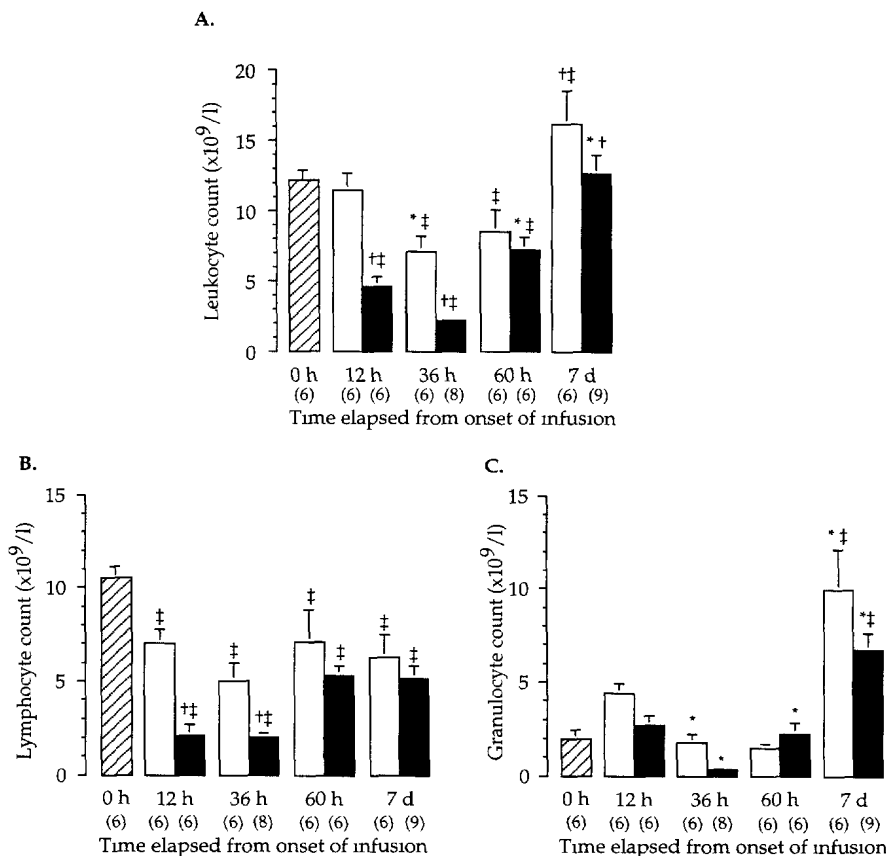 A.
Leukocyte count (x10⁹/l)
20
15
10
5
0
†‡
* †
‡
* ‡
* ‡
†‡
†‡
0 h 12 h 36 h 60 h 7 d
(6) (6) (6) (6) (8) (6) (6) (6) (9)
Time elapsed from onset of infusion
B.
Lymphocyte count (x10⁹/l)
15
10
5
0
‡
‡
‡
‡
‡
‡
†‡
†‡
0 h 12 h 36 h 60 h 7 d
(6) (6) (6) (6) (8) (6) (6) (6) (9)
Time elapsed from onset of infusion
C.
Granulocyte count (x10⁹/l)
15
10
5
0
* ‡
*‡
*
*
*
0 h 12 h 36 h 60 h 7 d
(6) (6) (6) (6) (8) (6) (6) (6) (9)
Time elapsed from onset of infusion